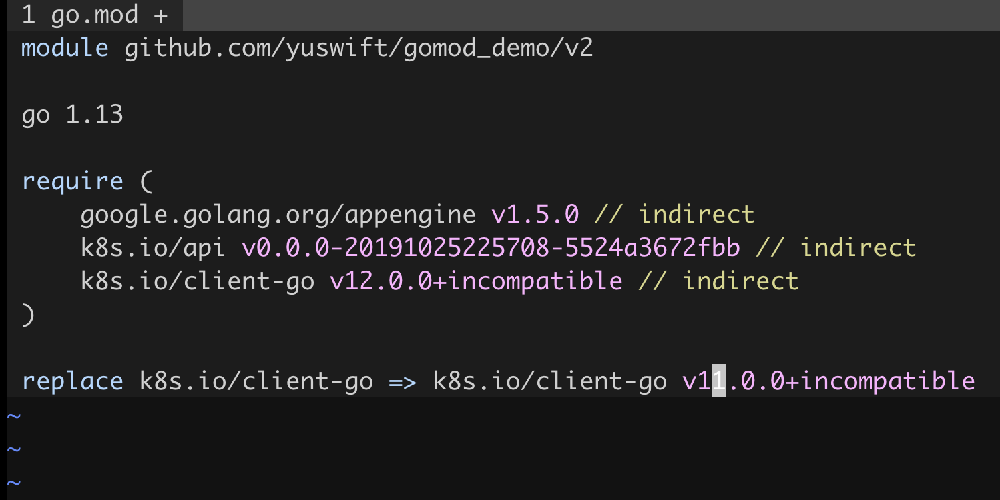 1 go.mod +
module github.com/yuswift/gomod_demo/v2
go 1.13
require (
google.golang.org/appengine v1.5.0 // indirect
k8s.io/api v0.0.0-20191025225708-5524a3672fbb // indirect
k8s.io/client-go v12.0.0+incompatible // indirect
)
replace k8s.io/client-go => k8s.io/client-go v11.0.0+incompatible
~
~
~